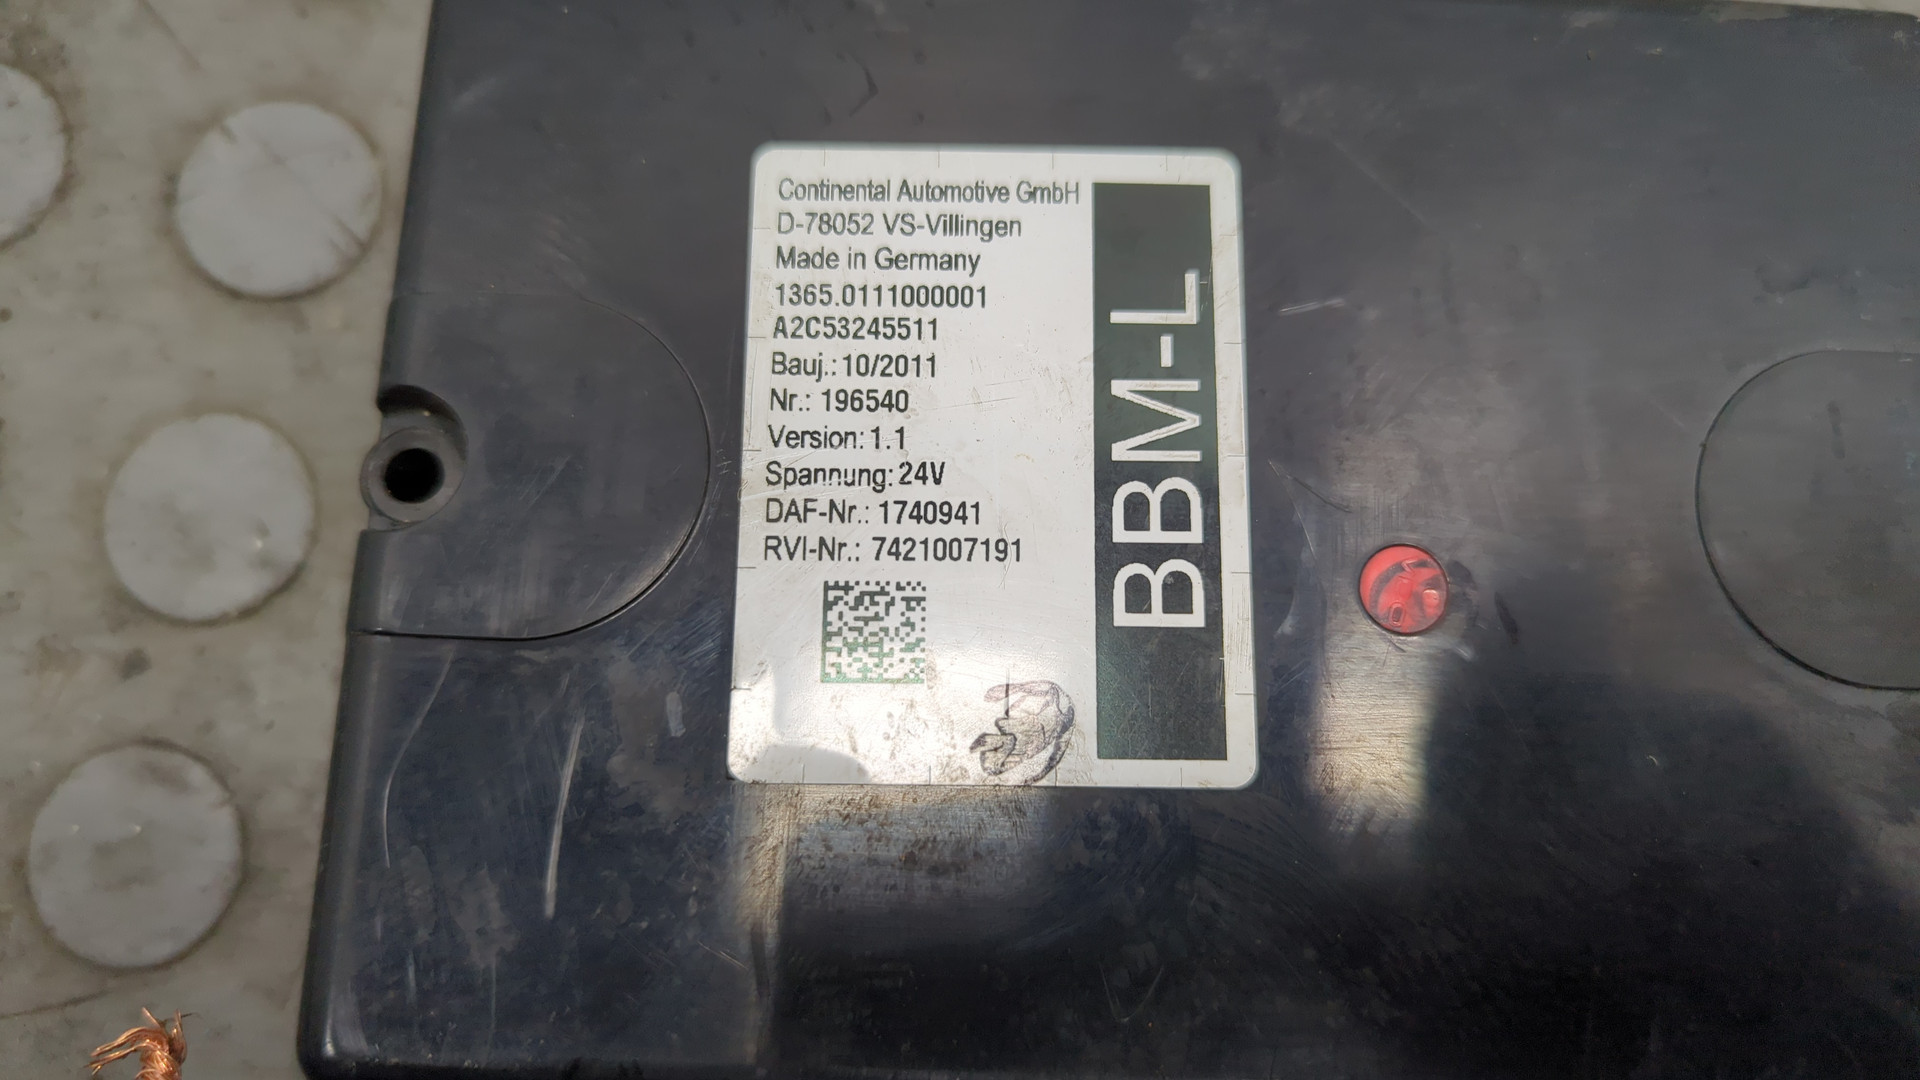 Continental Automotive GmbH
D-78052 VS-Villingen
Made in Germany
1365.0111000001
A2C53245511
Bauj.: 10/2011
Nr.: 196540
Version: 1.1
Spannung: 24V
DAF-Nr.: 1740941
RVI-Nr.: 7421007191
BBM-L